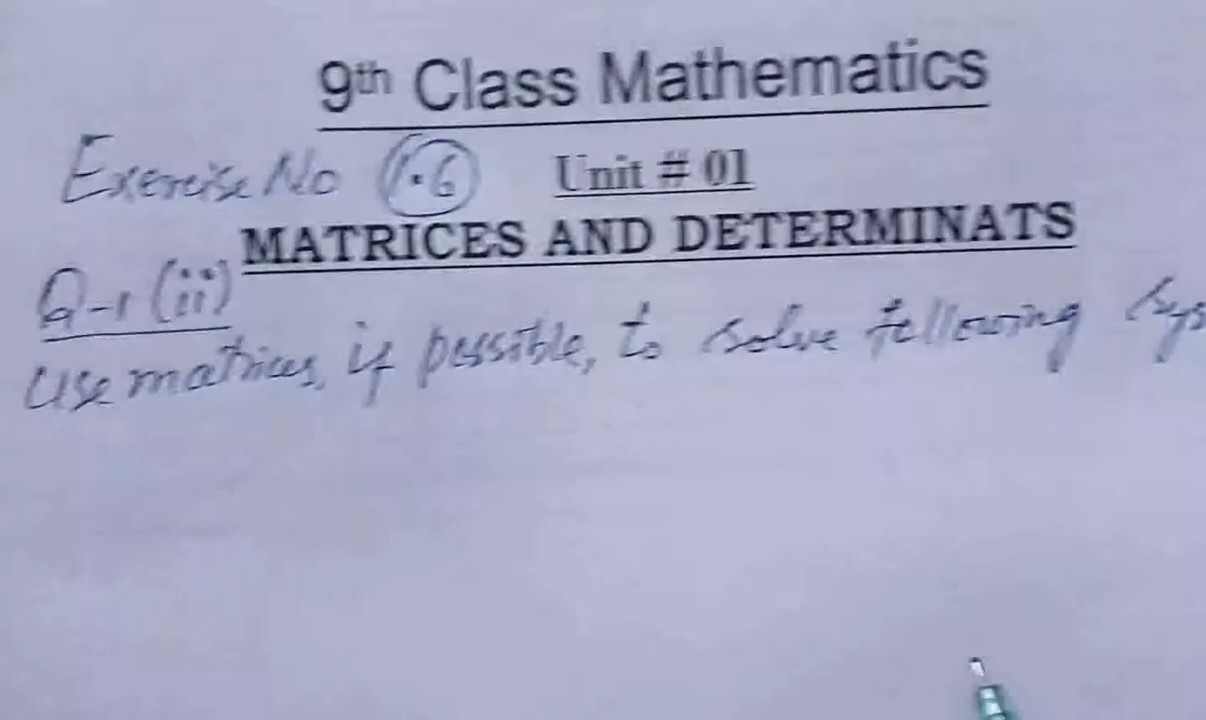 9th Class Mathematics
Exercise No 1.6 Unit # 01
MATRICES AND DETERMINATS
Q-1 (ii)
Use matrices, if possible, to solve following sys